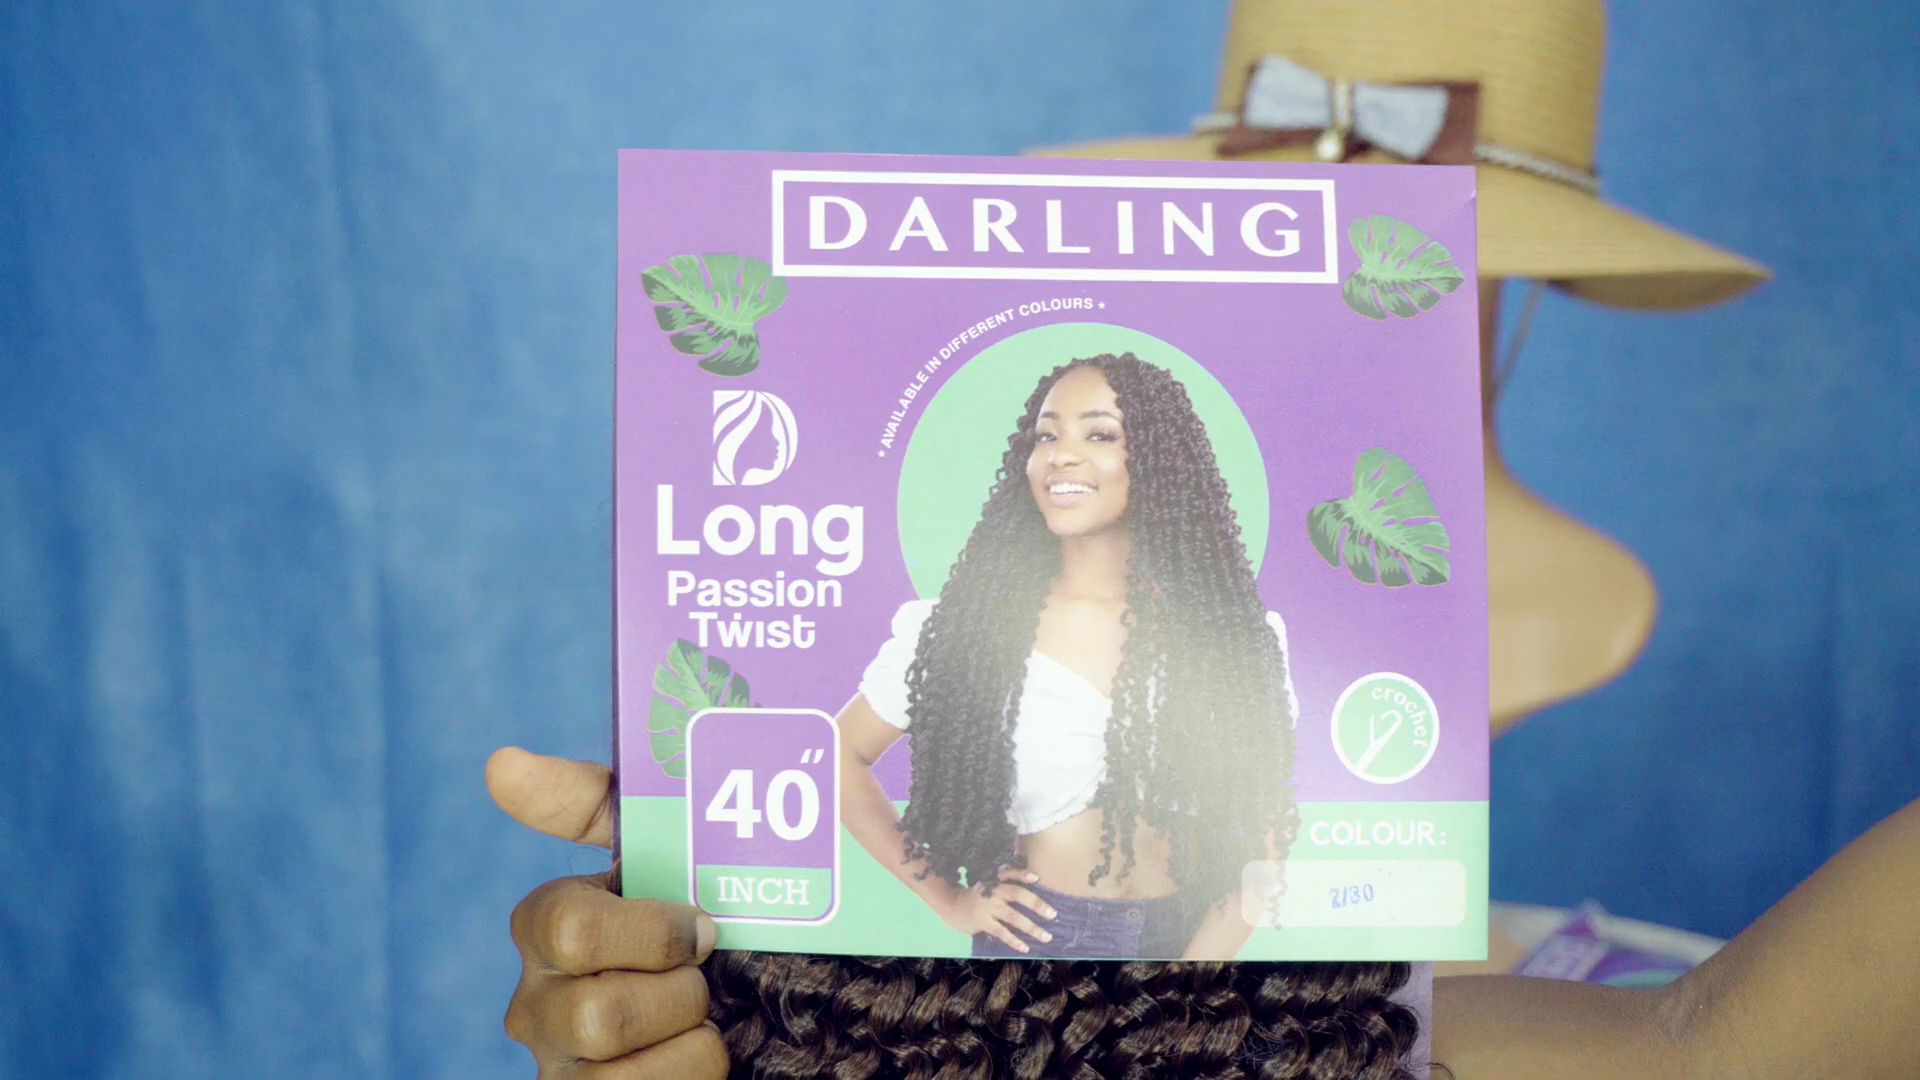 DARLING
* AVAILABLE IN DIFFERENT COLOURS *
Long
Passion
Twist
40"
INCH
crochet
COLOUR:
2/30